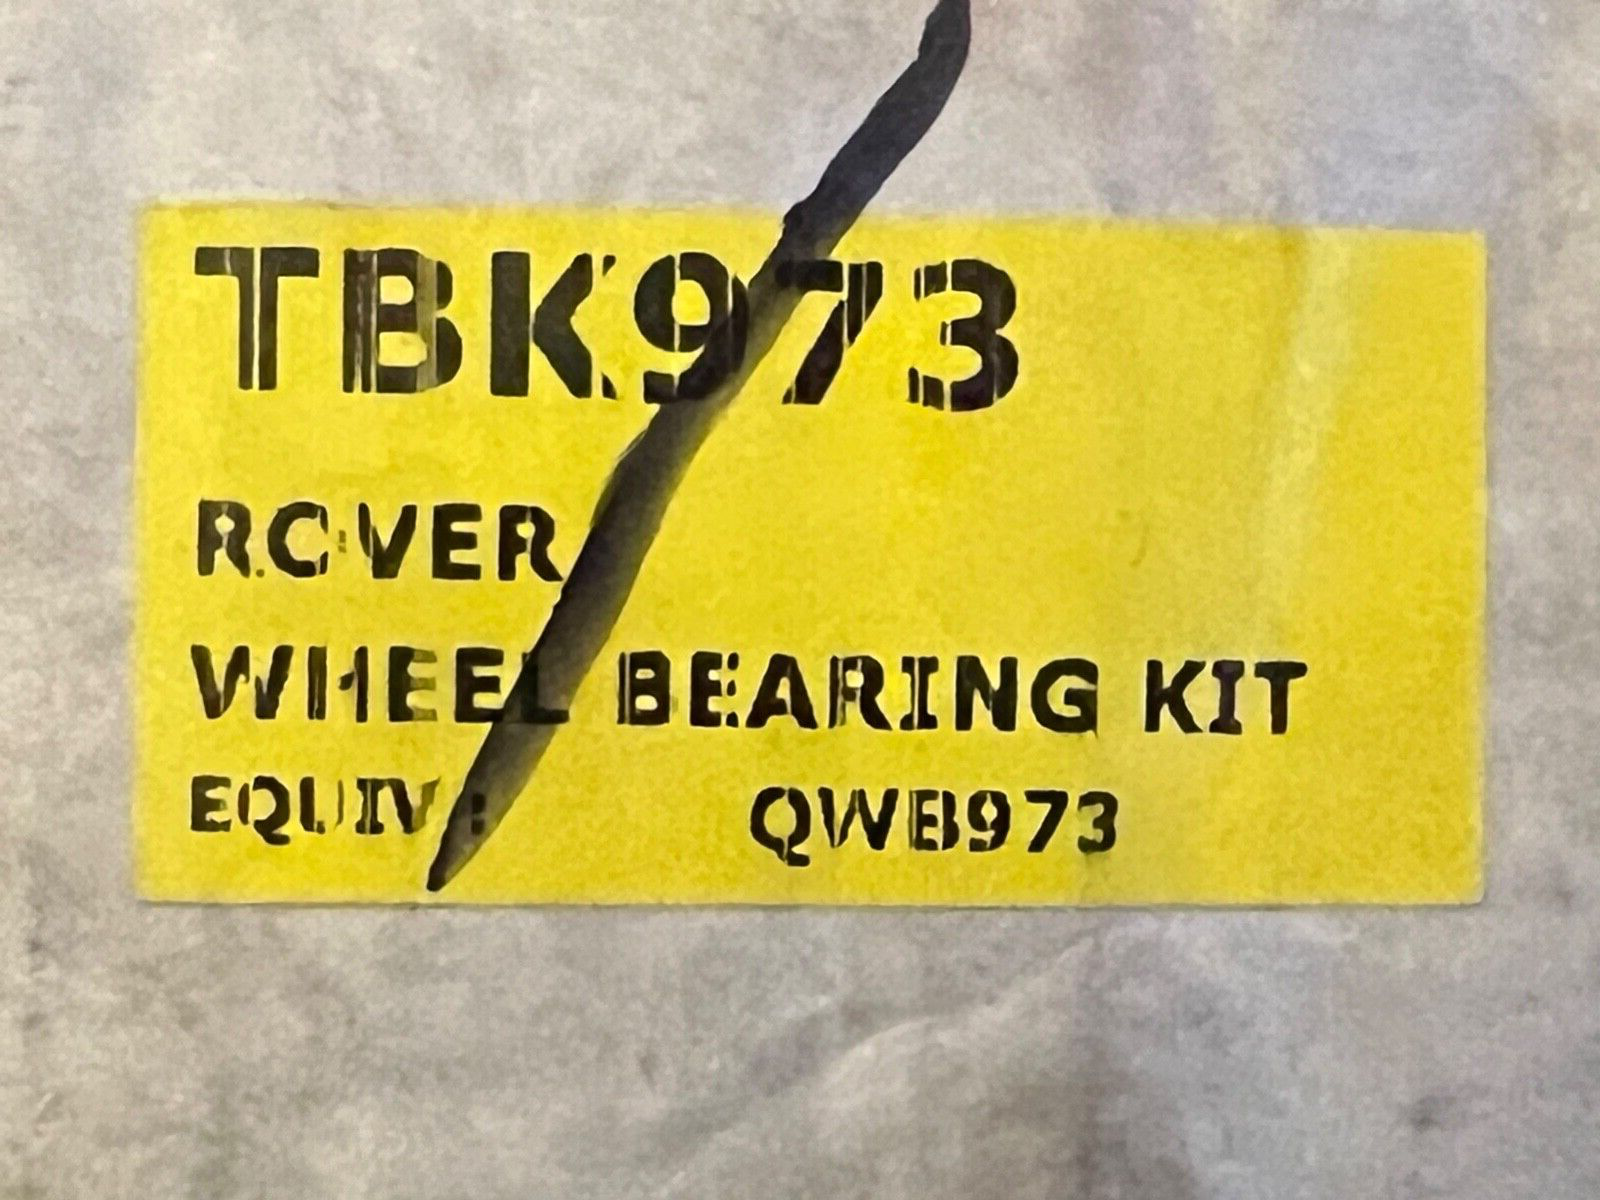 TBK973
ROVER
WHEEL BEARING KIT
EQUIV: QWB973